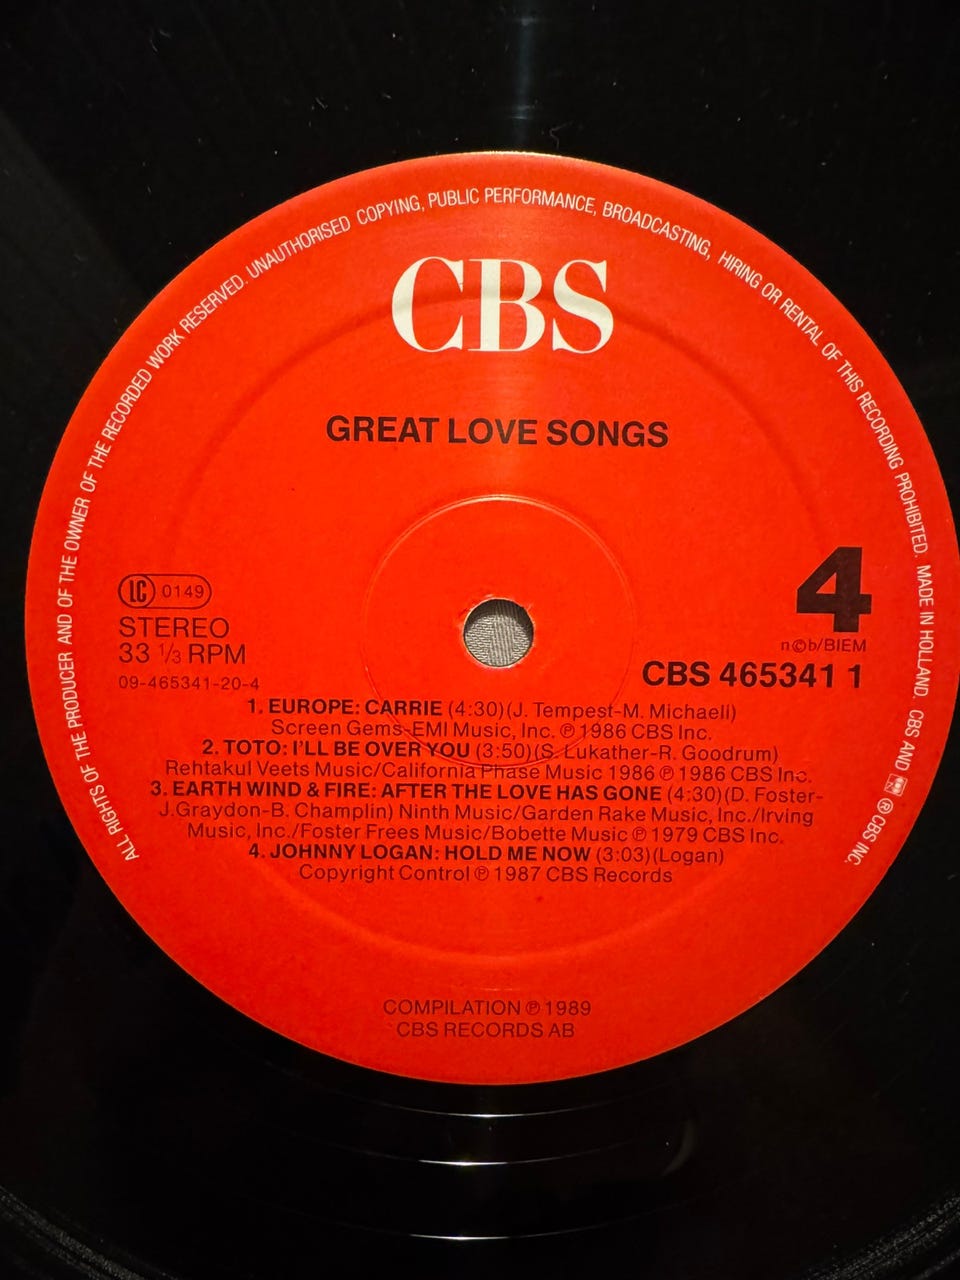 ALL RIGHTS OF THE PRODUCER AND OF THE OWNER OF THE RECORDED WORK RESERVED. UNAUTHORISED COPYING, PUBLIC PERFORMANCE, BROADCASTING, HIRING OR RENTAL OF THIS RECORDING PROHIBITED. MADE IN HOLLAND. CBS AND ® CBS INC.
CBS
GREAT LOVE SONGS
LC 0149
STEREO
33 1/3 RPM
09-465341-20-4
4
n©b/BIEM
CBS 465341 1
1. EUROPE: CARRIE (4:30)(J. Tempest-M. Michaell)
Screen Gems-EMI Music, Inc. ℗ 1986 CBS Inc.
2. TOTO: I'LL BE OVER YOU (3:50)(S. Lukather-R. Goodrum)
Rehtakul Veets Music/California Phase Music 1986 ℗ 1986 CBS Inc.
3. EARTH WIND & FIRE: AFTER THE LOVE HAS GONE (4:30)(D. Foster-
J. Graydon-B. Champlin) Ninth Music/Garden Rake Music, Inc./Irving
Music, Inc./Foster Frees Music/Bobette Music ℗ 1979 CBS Inc.
4. JOHNNY LOGAN: HOLD ME NOW (3:03)(Logan)
Copyright Control ℗ 1987 CBS Records
COMPILATION ℗ 1989
CBS RECORDS AB